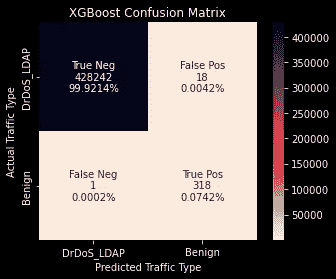 XGBoost Confusion Matrix
Actual Traffic Type
DrDoS_LDAP
Benign
True Neg
428242
99.9214%
False Pos
18
0.0042%
False Neg
1
0.0002%
True Pos
318
0.0742%
DrDoS_LDAP
Benign
Predicted Traffic Type
400000
350000
300000
250000
200000
150000
100000
50000